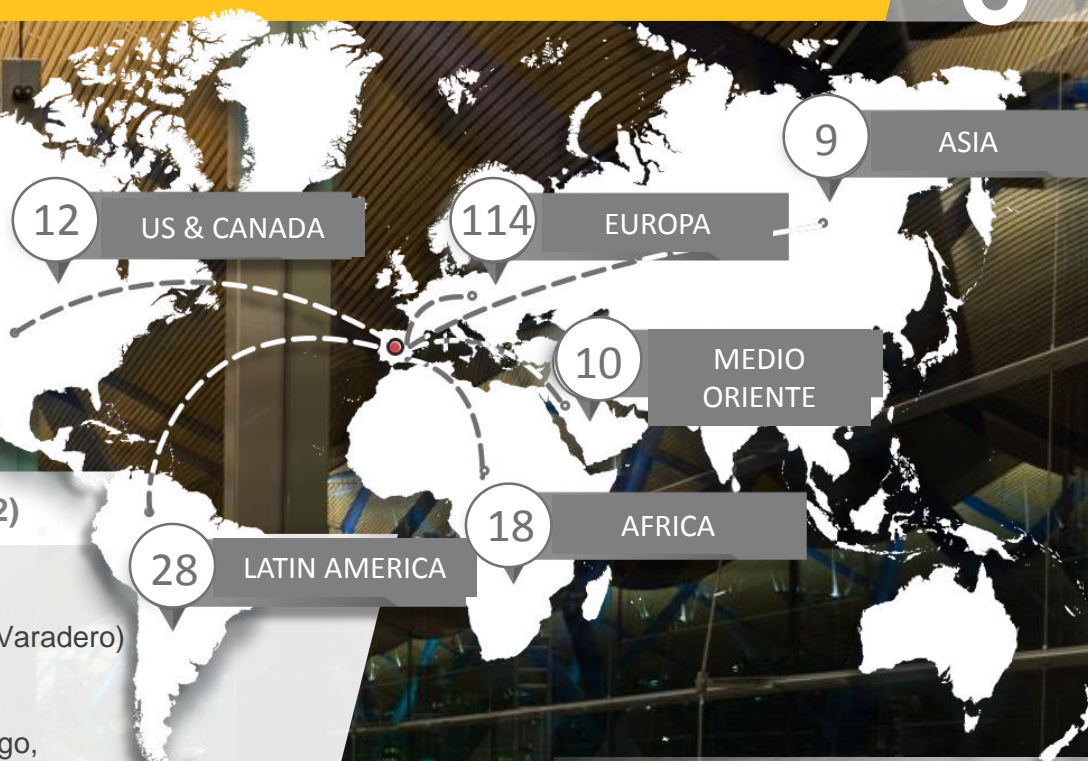 9
ASIA
12
US & CANADA
114
EUROPA
10
MEDIO
ORIENTE
2)
18
AFRICA
28
LATIN AMERICA
Varadero)
go,